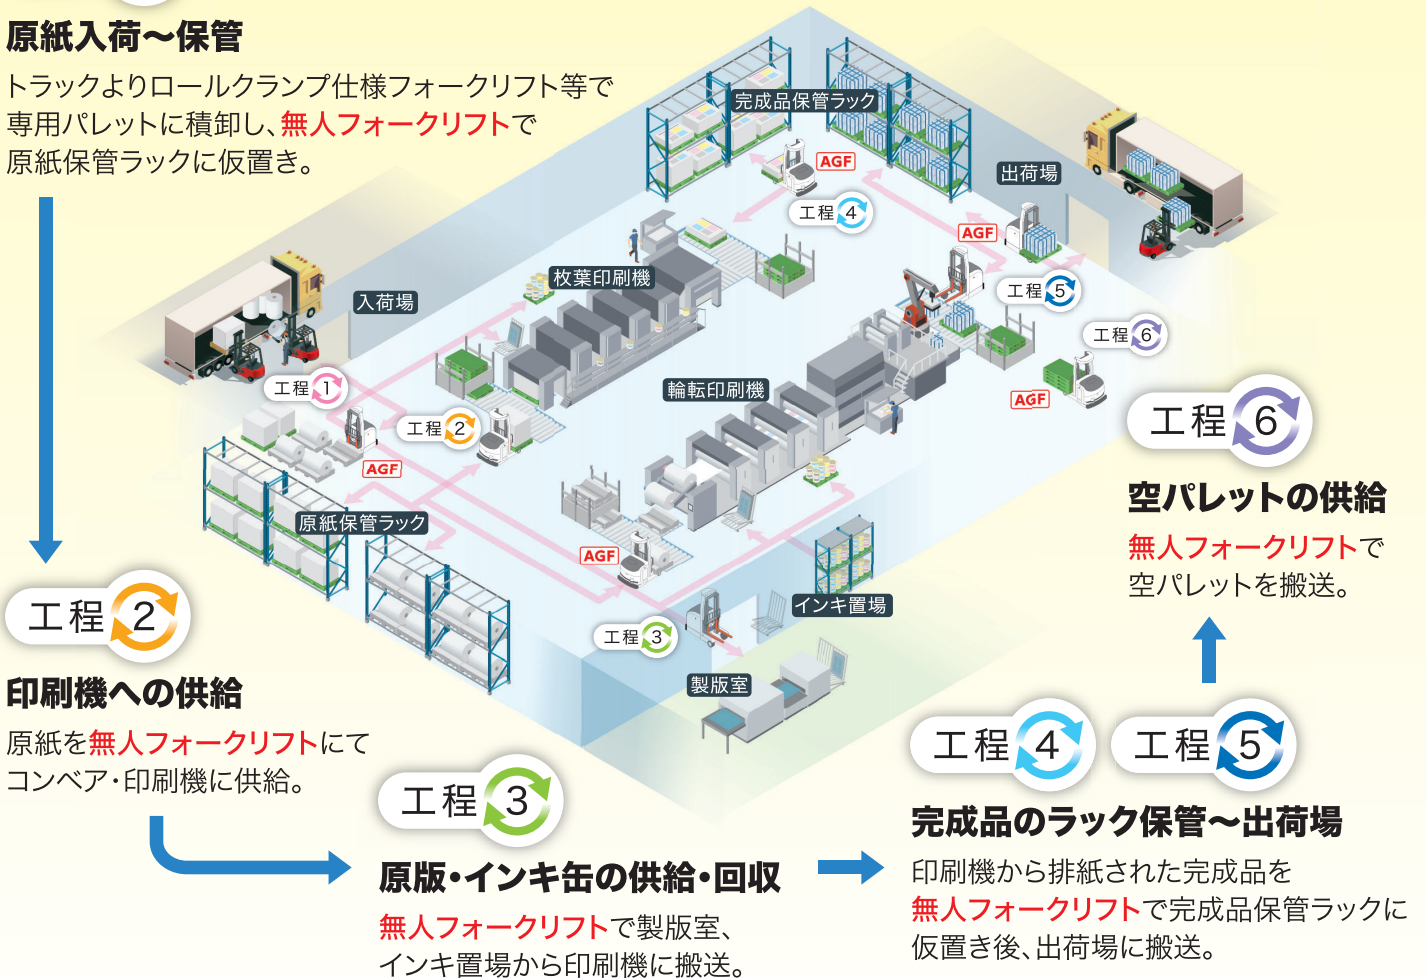 原紙入荷～保管
トラックよりロールクランプ仕様フォークリフト等で
専用パレットに積卸し、無人フォークリフトで
原紙保管ラックに仮置き。
完成品保管ラック
AGF
出荷場
工程 4
AGF
枚葉印刷機
工程 5
入荷場
工程 6
工程 1
輪転印刷機
AGF
工程 2
AGF
原紙保管ラック
AGF
インキ置場
工程 3
製版室
工程 2
印刷機への供給
原紙を無人フォークリフトにて
コンベア・印刷機に供給。
工程 3
原版・インキ缶の供給・回収
無人フォークリフトで製版室、
インキ置場から印刷機に搬送。
工程 4 工程 5
完成品のラック保管～出荷場
印刷機から排紙された完成品を
無人フォークリフトで完成品保管ラックに
仮置き後、出荷場に搬送。
工程 6
空パレットの供給
無人フォークリフトで
空パレットを搬送。